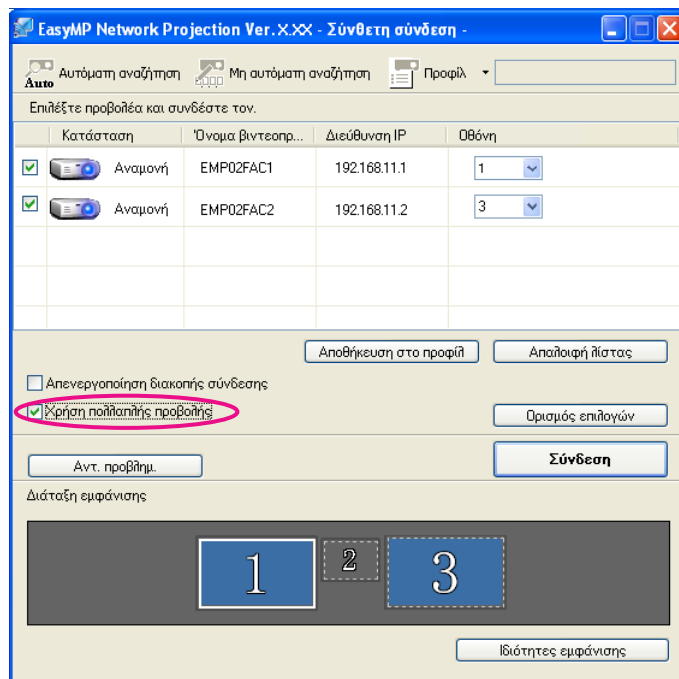 EasyMP Network Projection Ver.X.XX - Σύνθετη σύνδεση -
Auto Αυτόματη αναζήτηση Μη αυτόματη αναζήτηση Προφίλ
Επιλέξτε προβολέα και συνδέστε τον.
Κατάσταση Όνομα βιντεοπρ... Διεύθυνση IP Οθόνη
Αναμονή EMP02FAC1 192.168.11.1 1
Αναμονή EMP02FAC2 192.168.11.2 3
Αποθήκευση στο προφίλ Απαλοιφή λίστας
Απενεργοποίηση διακοπής σύνδεσης
Χρήση πολλαπλής προβολής
Ορισμός επιλογών
Αντ. προβλημ. Σύνδεση
Διάταξη εμφάνισης
1 2 3
Ιδιότητες εμφάνισης